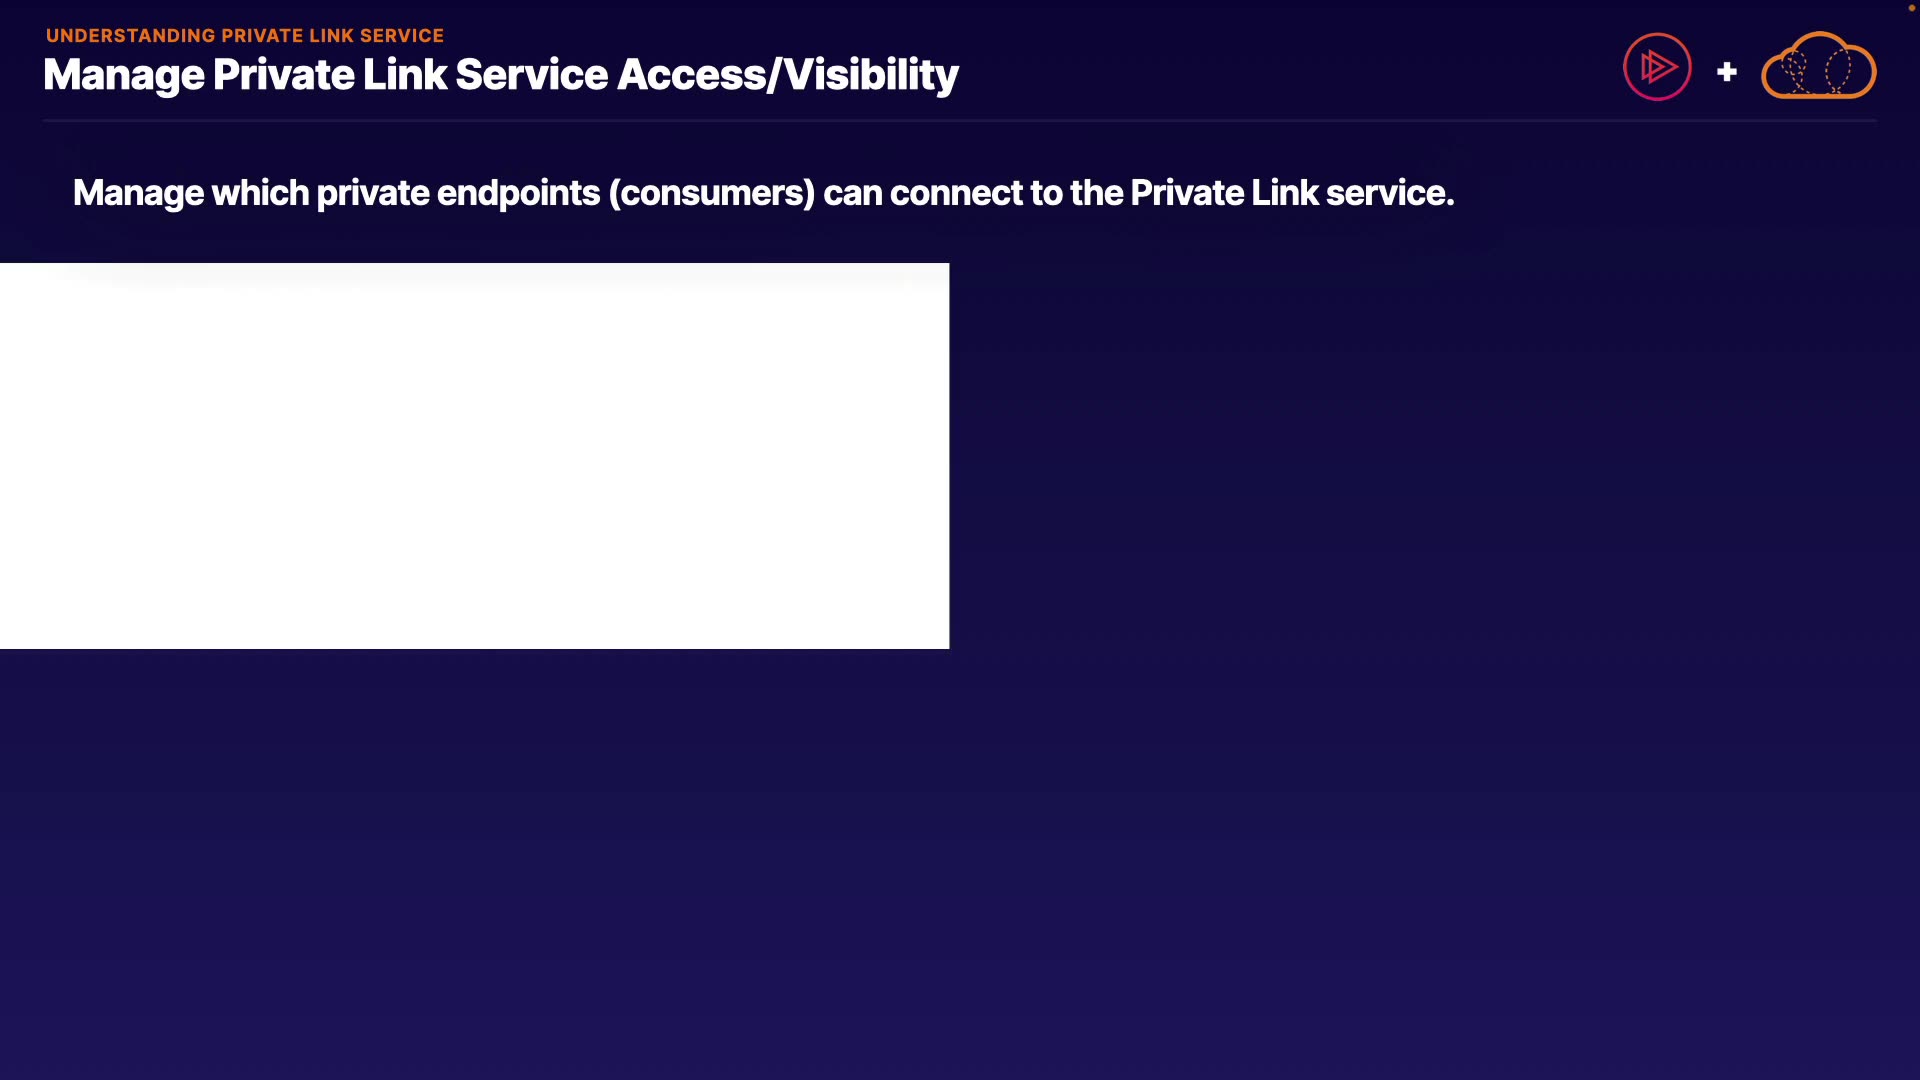 UNDERSTANDING PRIVATE LINK SERVICE
Manage Private Link Service Access/Visibility
Manage which private endpoints (consumers) can connect to the Private Link service.